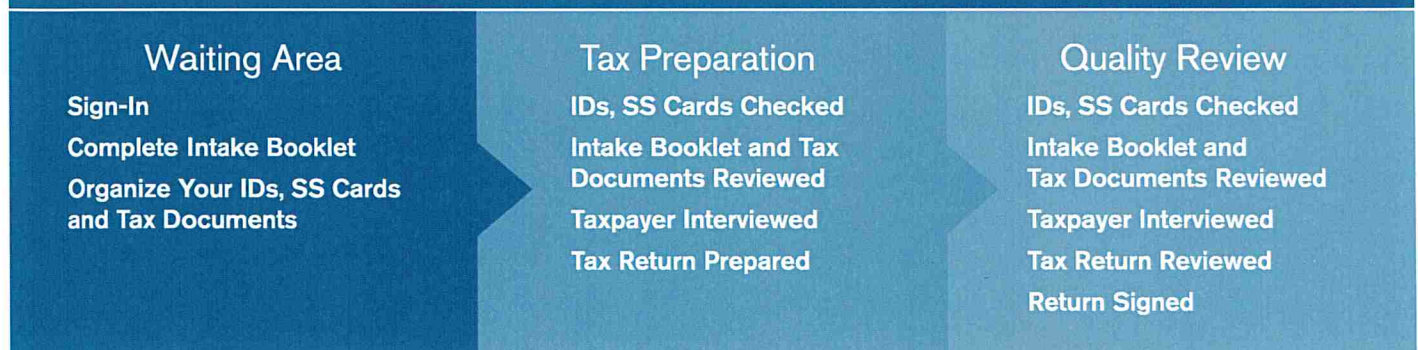 Waiting Area
Sign-In
Complete Intake Booklet
Organize Your IDs, SS Cards
and Tax Documents
Tax Preparation
IDs, SS Cards Checked
Intake Booklet and Tax
Documents Reviewed
Taxpayer Interviewed
Tax Return Prepared
Quality Review
IDs, SS Cards Checked
Intake Booklet and
Tax Documents Reviewed
Taxpayer Interviewed
Tax Return Reviewed
Return Signed